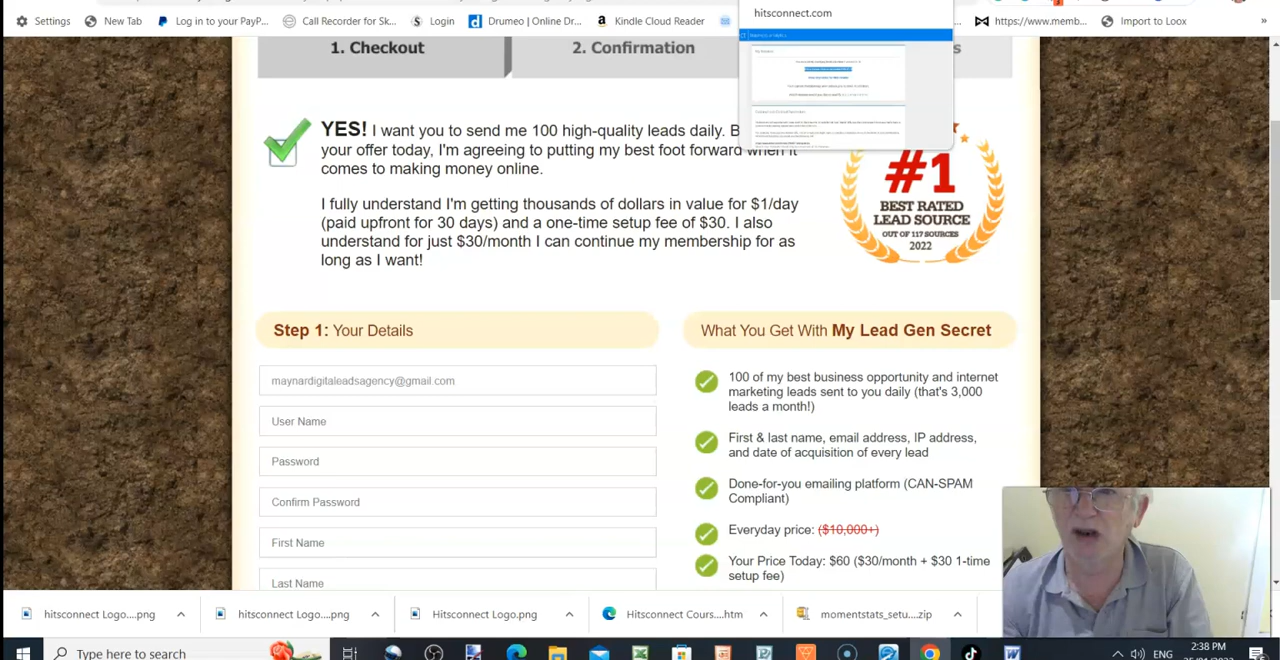 hitsconnect.com
Settings
New Tab
Log in to your PayP...
Call Recorder for Sk...
Login
Drumeo | Online Dr...
Kindle Cloud Reader
https://www.memb...
Import to Loox
»
1. Checkout
2. Confirmation
s
YES! I want you to send me 100 high-quality leads daily. B
your offer today, I'm agreeing to putting my best foot forward when it
comes to making money online.
I fully understand I'm getting thousands of dollars in value for $1/day
(paid upfront for 30 days) and a one-time setup fee of $30. I also
understand for just $30/month I can continue my membership for as
long as I want!
#1
BEST RATED
LEAD SOURCE
OUT OF 117 SOURCES
2022
Step 1: Your Details
maynardigitaleadsagency@gmail.com
User Name
Password
Confirm Password
First Name
Last Name
What You Get With My Lead Gen Secret
100 of my best business opportunity and internet
marketing leads sent to you daily (that's 3,000
leads a month!)
First & last name, email address, IP address,
and date of acquisition of every lead
Done-for-you emailing platform (CAN-SPAM
Compliant)
Everyday price: ($10,000+)
Your Price Today: $60 ($30/month + $30 1-time
setup fee)
hitsconnect Logo....png
hitsconnect Logo....png
Hitsconnect Logo.png
Hitsconnect Cours....htm
momentstats_setu....zip
Type here to search
ENG
2:38 PM